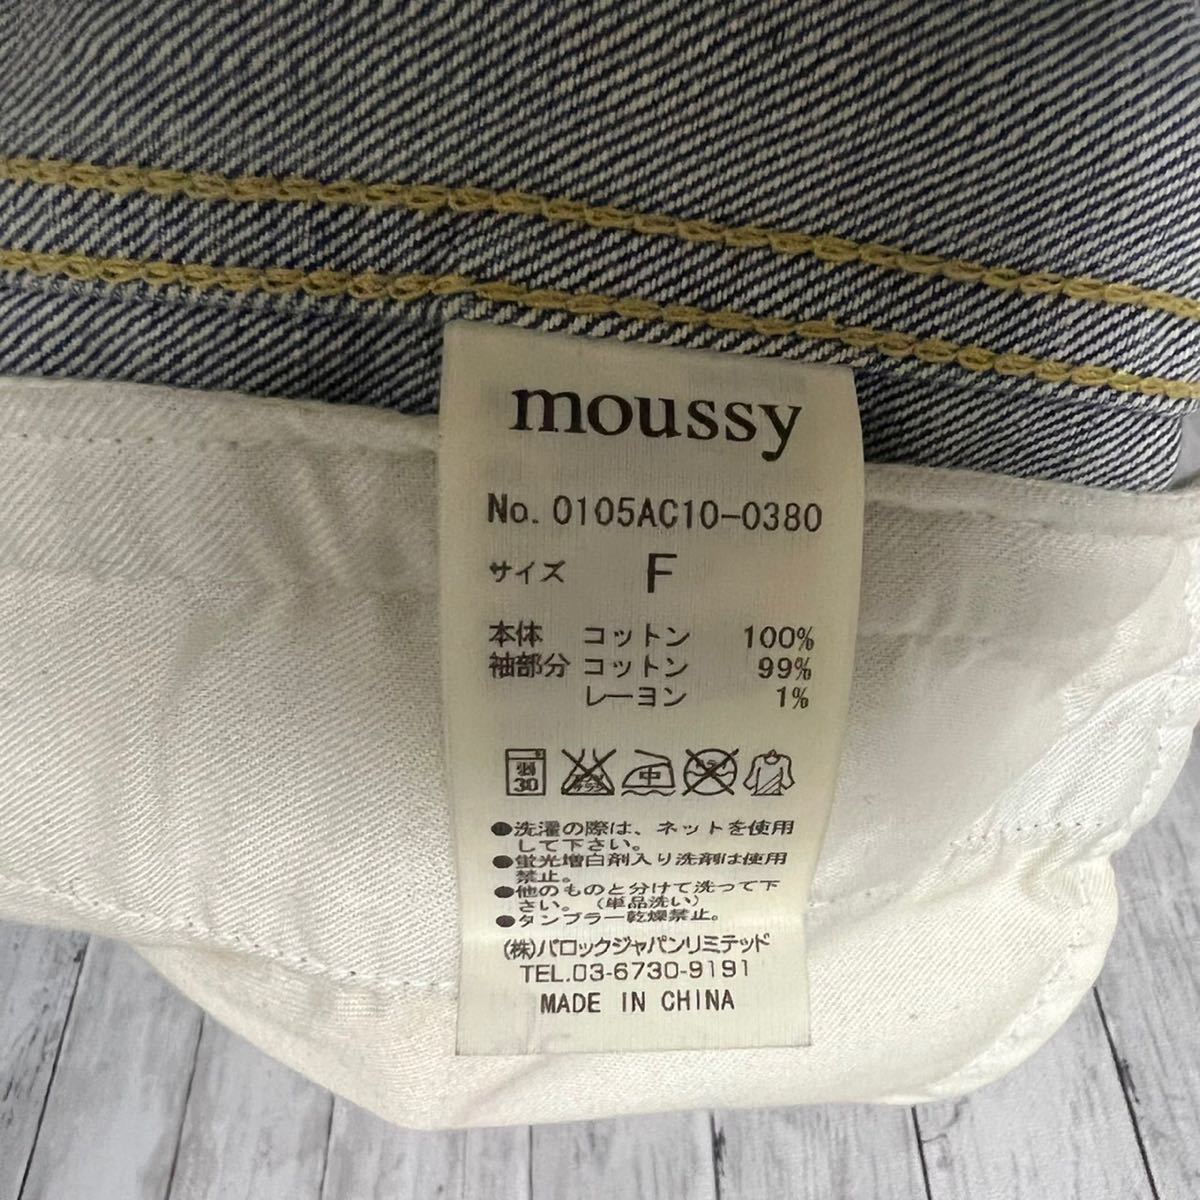 moussy
No. 0105AC10-0380
サイズ F
本体 コットン 100%
袖部分 コットン 99%
レーヨン 1%
弱 30 中
●洗濯の際は、ネットを使用
して下さい。
●蛍光増白剤入り洗剤は使用
禁止。
●他のものと分けて洗って下
さい。(単品洗い)
●タンブラー乾燥禁止。
(株)バロックジャパンリミテッド
TEL.03-6730-9191
MADE IN CHINA